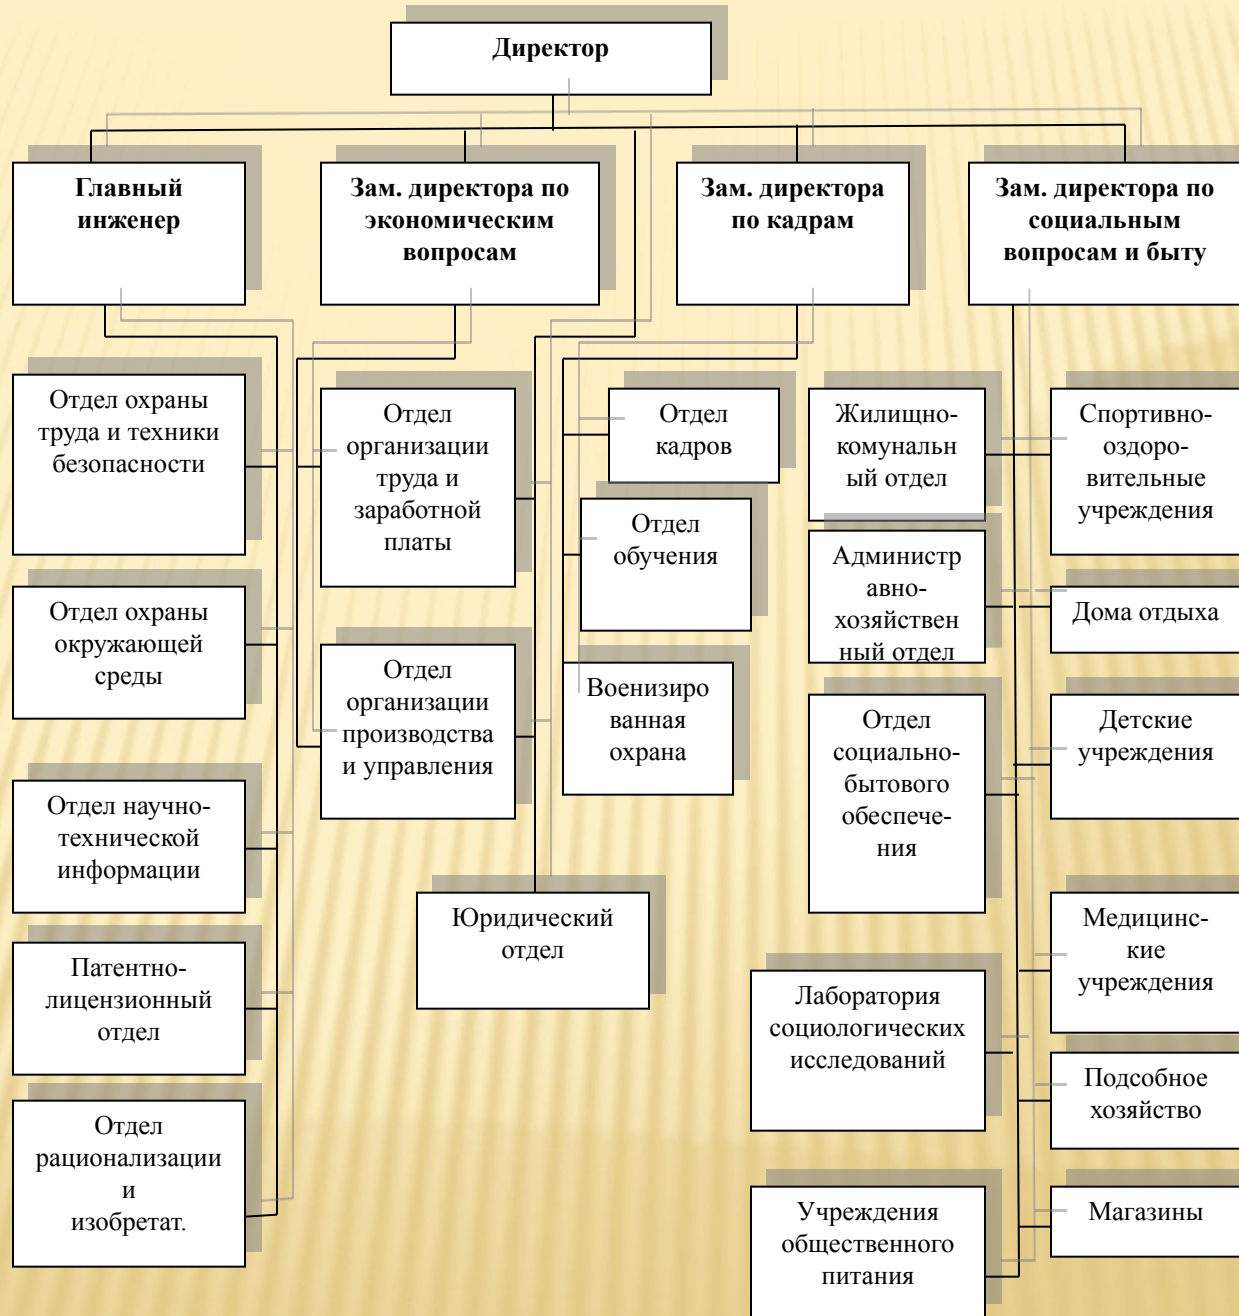 Директор
Главный
инженер
Зам. директора по
экономическим
вопросам
Зам. директора
по кадрам
Зам. директора по
социальным
вопросам и быту
Отдел охраны
труда и техники
безопасности
Отдел охраны
окружающей
среды
Отдел научно-
технической
информации
Патентно-
лицензионный
отдел
Отдел
рационализации
и
изобретат.
Отдел
организации
труда и
заработной
платы
Отдел
организации
производства
и управления
Юридический
отдел
Отдел
кадров
Отдел
обучения
Военизиро
ванная
охрана
Жилищно-
комунальн
ый отдел
Администр
авно-
хозяйствен
ный отдел
Отдел
социально-
бытового
обеспече-
ния
Лаборатория
социологических
исследований
Учреждения
общественного
питания
Спортивно-
оздоро-
вительные
учреждения
Дома отдыха
Детские
учреждения
Медицинс-
кие
учреждения
Подсобное
хозяйство
Магазины